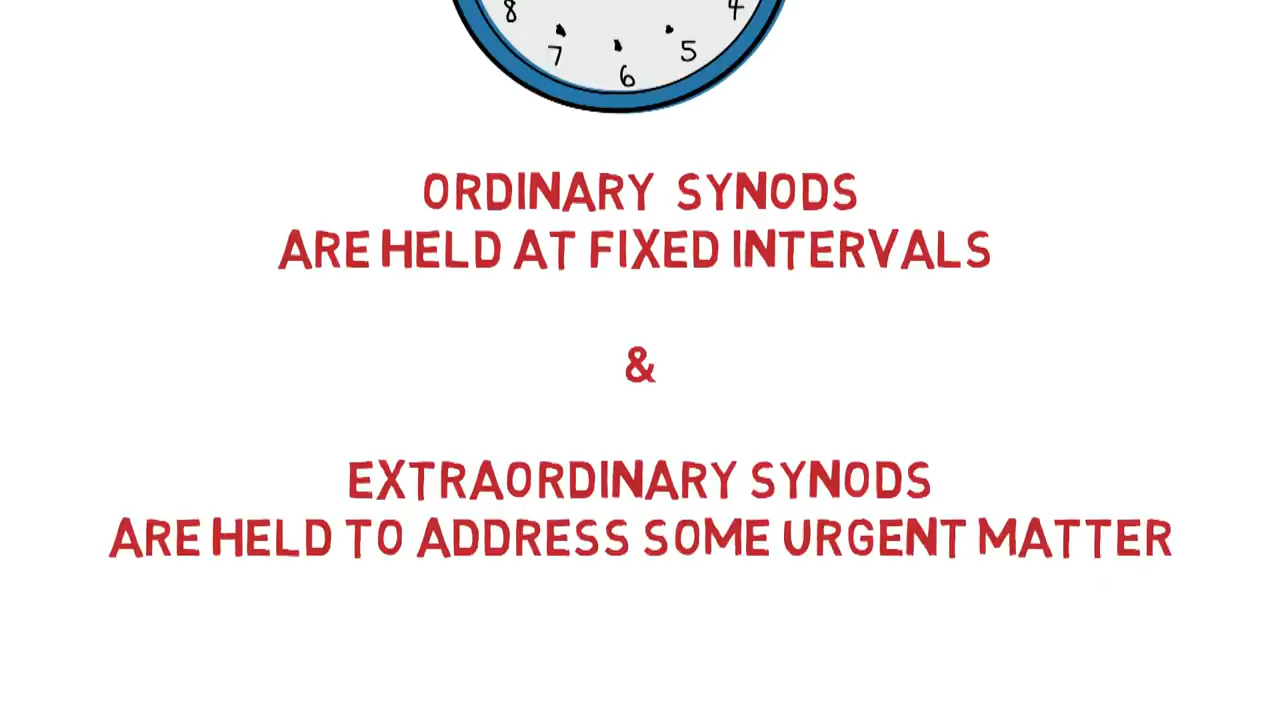 8
4
7
5
6
ORDINARY SYNODS
ARE HELD AT FIXED INTERVALS
&
EXTRAORDINARY SYNODS
ARE HELD TO ADDRESS SOME URGENT MATTER